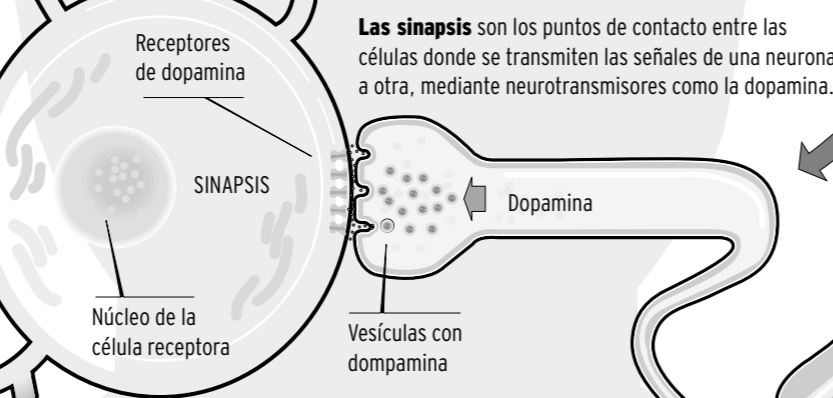 Las sinapsis son los puntos de contacto entre las
células donde se transmiten las señales de una neurona
a otra, mediante neurotransmisores como la dopamina.
Receptores
de dopamina
SINAPSIS
Dopamina
Núcleo de la
célula receptora
Vesículas con
dompamina